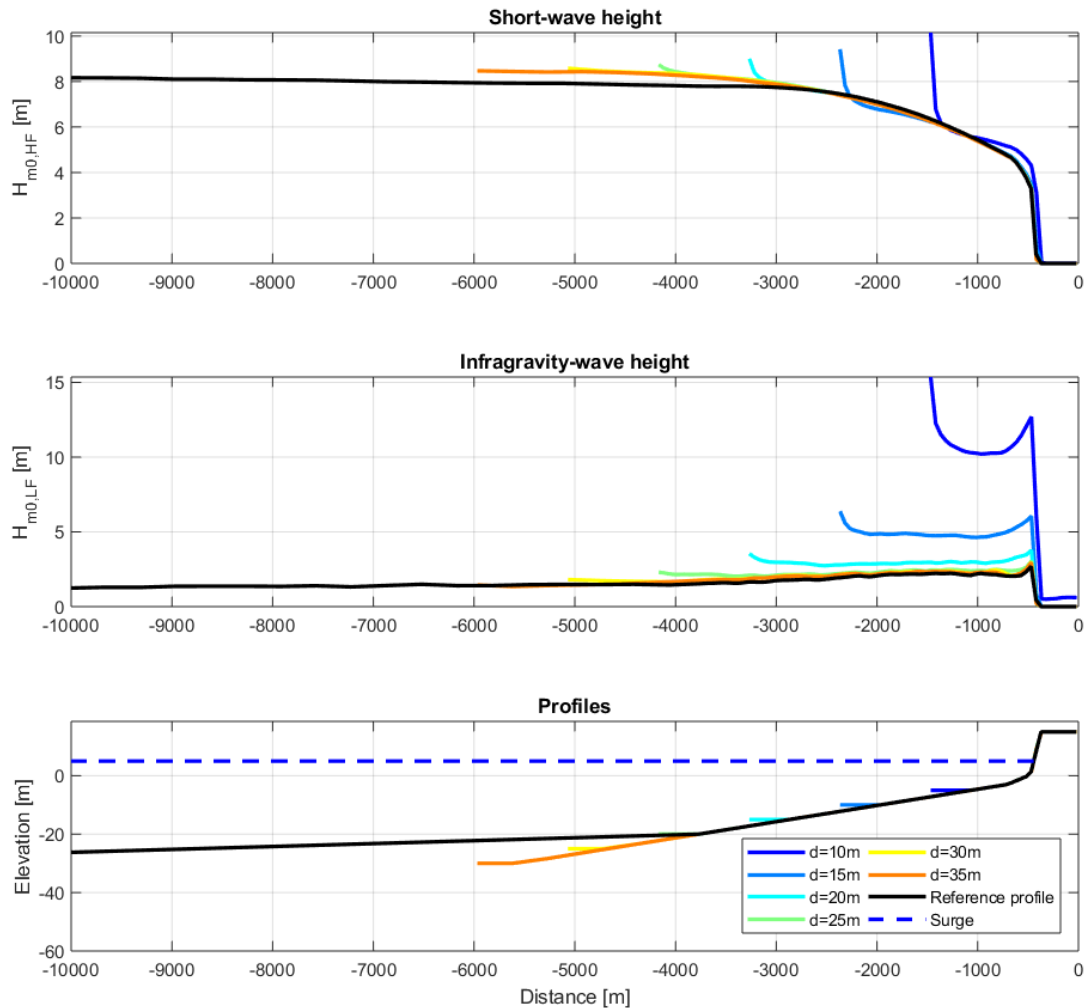 Short-wave height
10
8
6
4
2
0
H_m0,HF [m]
-10000 -9000 -8000 -7000 -6000 -5000 -4000 -3000 -2000 -1000 0
Infragravity-wave height
15
10
5
0
H_m0,LF [m]
-10000 -9000 -8000 -7000 -6000 -5000 -4000 -3000 -2000 -1000 0
Profiles
0
-20
-40
-60
Elevation [m]
d=10m d=30m
d=15m d=35m
d=20m Reference profile
d=25m Surge
-10000 -9000 -8000 -7000 -6000 -5000 -4000 -3000 -2000 -1000 0
Distance [m]